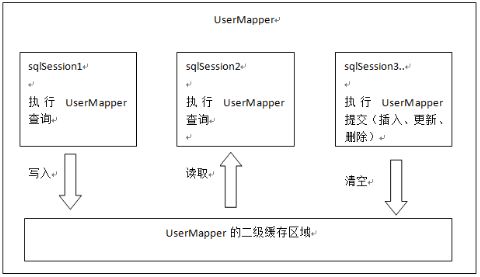 UserMapper
sqlSession1
执行 UserMapper
查询
sqlSession2
执行 UserMapper
查询
sqlSession3..
执行 UserMapper
提交（插入、更新、
删除）
写入
读取
清空
UserMapper 的二级缓存区域